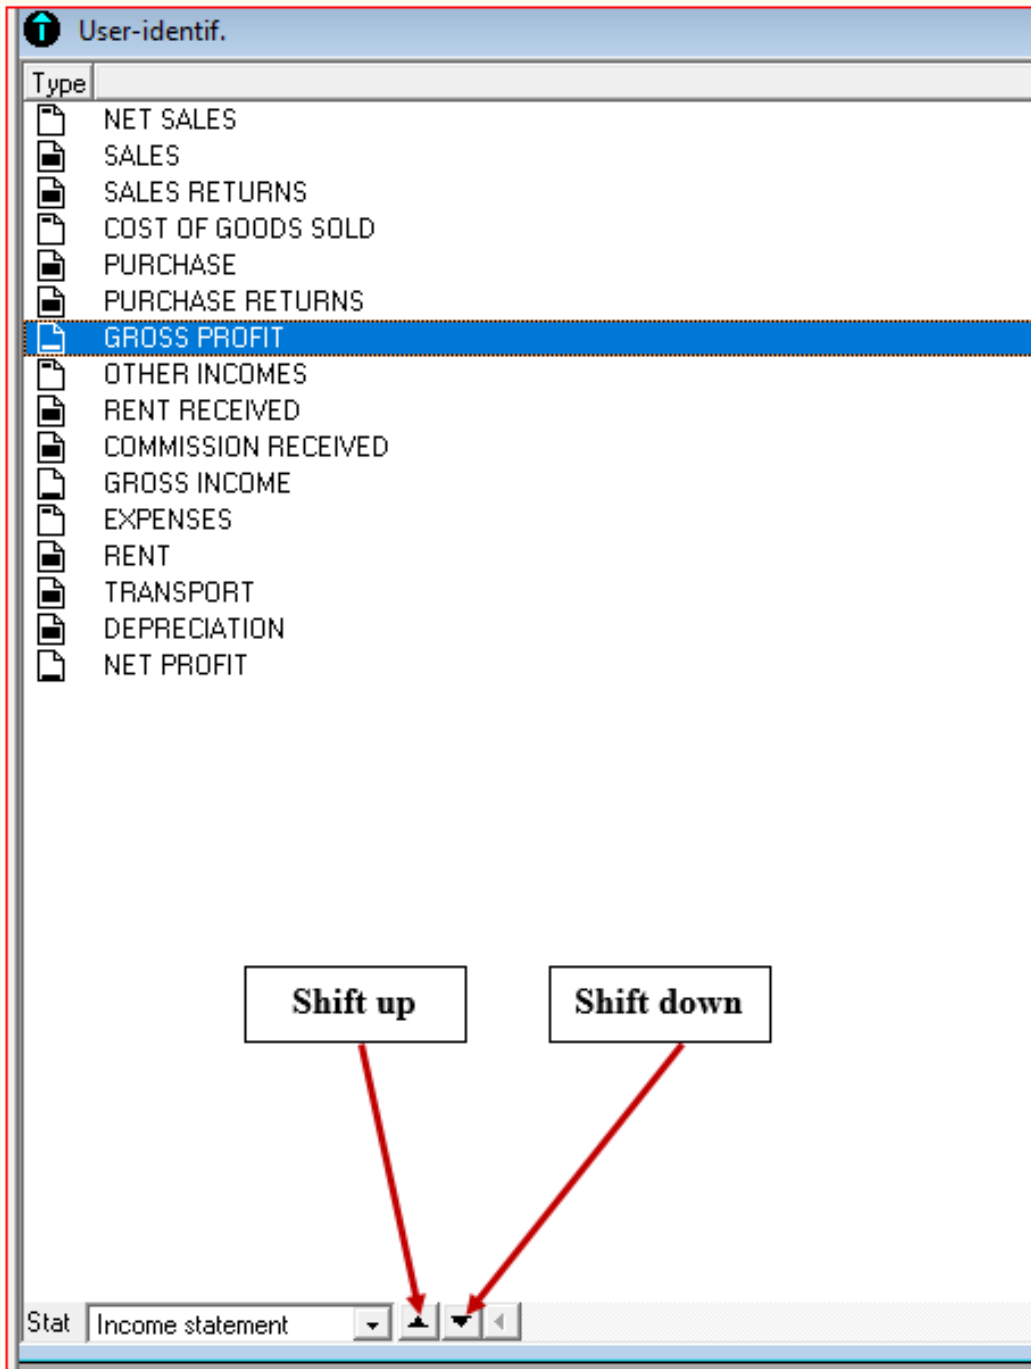 User-identif.
Type
NET SALES
SALES
SALES RETURNS
COST OF GOODS SOLD
PURCHASE
PURCHASE RETURNS
GROSS PROFIT
OTHER INCOMES
RENT RECEIVED
COMMISSION RECEIVED
GROSS INCOME
EXPENSES
RENT
TRANSPORT
DEPRECIATION
NET PROFIT
Shift up
Shift down
Stat Income statement